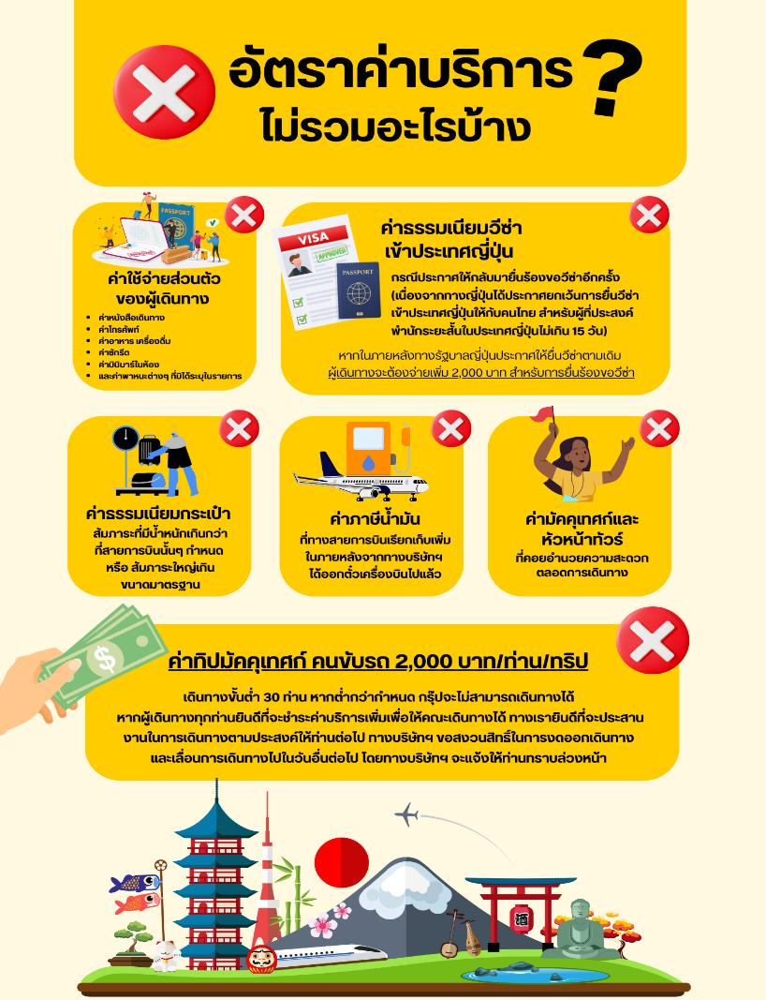 อัตราค่าบริการ ?
ไม่รวมอะไรบ้าง
PASSPORT
APPROVED
ค่าใช้จ่ายส่วนตัว
ของผู้เดินทาง
• ค่าหนังสือเดินทาง
• ค่าโทรศัพท์
• ค่าอาหาร เครื่องดื่ม
• ค่าซักรีด
• ค่ามินิบาร์ในห้อง
• และค่าพาหนะต่างๆ ที่มิได้ระบุในรายการ
VISA
APPROVED
PASSPORT
ค่าธรรมเนียมวีซ่า
เข้าประเทศญี่ปุ่น
กรณีประกาศให้กลับมายื่นร้องขอวีซ่าอีกครั้ง
(เนื่องจากทางญี่ปุ่นได้ประกาศยกเว้นการยื่นวีซ่า
เข้าประเทศญี่ปุ่นให้กับคนไทย สำหรับผู้ที่ประสงค์
พำนักระยะสั้นในประเทศญี่ปุ่นไม่เกิน 15 วัน)
หากในภายหลังทางรัฐบาลญี่ปุ่นประกาศให้ยื่นวีซ่าตามเดิม
ผู้เดินทางจะต้องจ่ายเพิ่ม 2,000 บาท สำหรับการยื่นร้องขอวีซ่า
ค่าธรรมเนียมกระเป๋า
สัมภาระที่มีน้ำหนักเกินกว่า
ที่สายการบินนั้นๆ กำหนด
หรือ สัมภาระใหญ่เกิน
ขนาดมาตรฐาน
ค่าภาษีน้ำมัน
ที่ทางสายการบินเรียกเก็บเพิ่ม
ในภายหลังจากทางบริษัทฯ
ได้ออกตั๋วเครื่องบินไปแล้ว
ค่ามัคคุเทศก์และ
หัวหน้าทัวร์
ที่คอยอำนวยความสะดวก
ตลอดการเดินทาง
$
ค่าทิปมัคคุเทศก์ คนขับรถ 2,000 บาท/ท่าน/ทริป
เดินทางขั้นต่ำ 30 ท่าน หากต่ำกว่ากำหนด กรุ๊ปจะไม่สามารถเดินทางได้
หากผู้เดินทางทุกท่านยินดีที่จะชำระค่าบริการเพิ่มเพื่อให้คณะเดินทางได้ ทางเรายินดีที่จะประสาน
งานในการเดินทางตามประสงค์ให้ท่านต่อไป ทางบริษัทฯ ขอสงวนสิทธิ์ในการงดออกเดินทาง
และเลื่อนการเดินทางไปในวันอื่นต่อไป โดยทางบริษัทฯ จะแจ้งให้ท่านทราบล่วงหน้า
酒